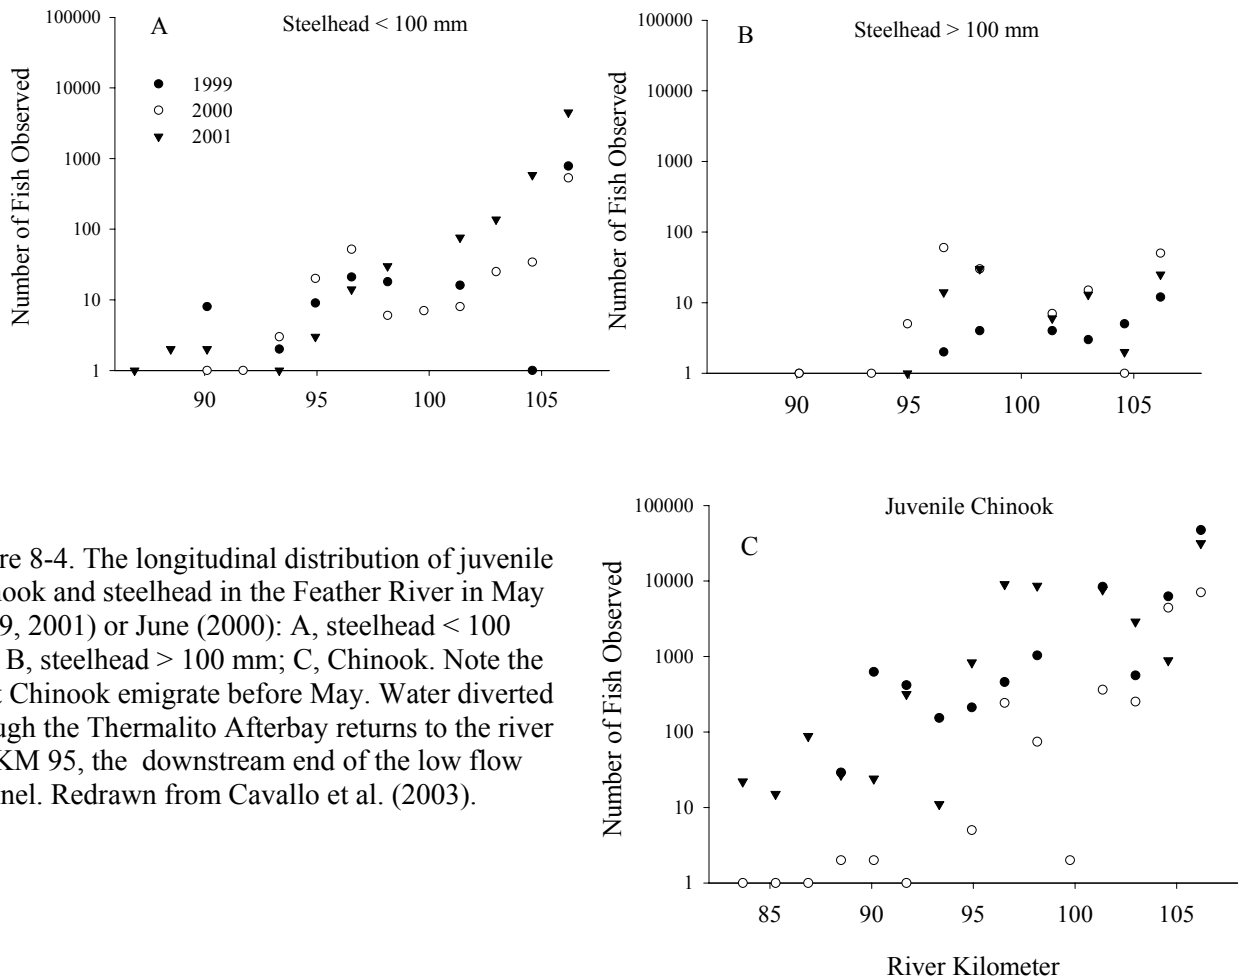 A
Steelhead < 100 mm
1999
2000
2001
Number of Fish Observed
100000
10000
1000
100
10
1
90
95
100
105
B
Steelhead > 100 mm
Number of Fish Observed
100000
10000
1000
100
10
1
90
95
100
105
re 8-4. The longitudinal distribution of juvenile
ook and steelhead in the Feather River in May
9, 2001) or June (2000): A, steelhead < 100
B, steelhead > 100 mm; C, Chinook. Note the
t Chinook emigrate before May. Water diverted
ugh the Thermalito Afterbay returns to the river
KM 95, the downstream end of the low flow
nel. Redrawn from Cavallo et al. (2003).
C
Juvenile Chinook
Number of Fish Observed
100000
10000
1000
100
10
1
85
90
95
100
105
River Kilometer